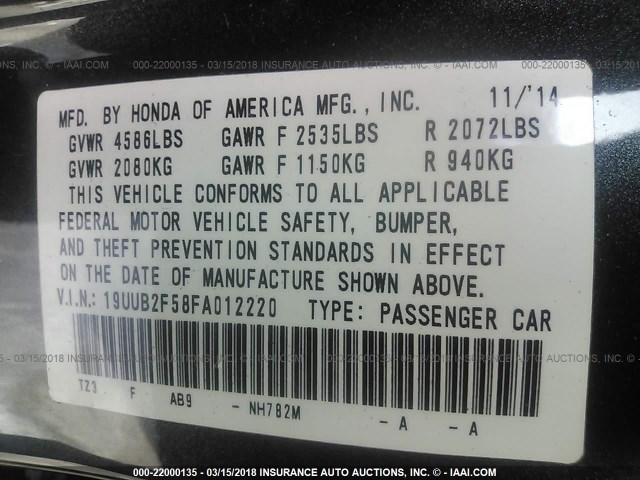 000-22000135 - 03/15/2018 INSURANCE AUTO AUCTIONS, INC. - © IAAI.COM
MFD. BY HONDA OF AMERICA MFG., INC. 11/'14
GVWR 4586LBS GAWR F 2535LBS R 2072LBS
GVWR 2080KG GAWR F 1150KG R 940KG
THIS VEHICLE CONFORMS TO ALL APPLICABLE
FEDERAL MOTOR VEHICLE SAFETY, BUMPER,
AND THEFT PREVENTION STANDARDS IN EFFECT
ON THE DATE OF MANUFACTURE SHOWN ABOVE.
V.I.N.: 19UUB2F58FA012220 TYPE: PASSENGER CAR
TZ3 F AB9 - NH782M - A - A
000-22000135 - 03/15/2018 INSURANCE AUTO AUCTIONS, INC. - © IAAI.COM